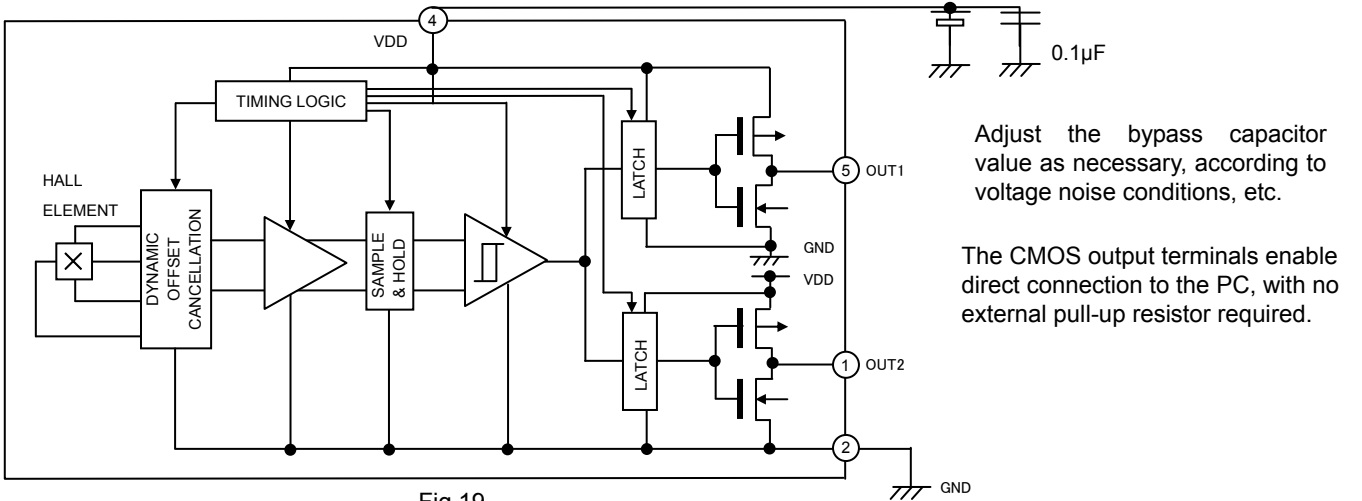 4
VDD
0.1µF
TIMING LOGIC
Adjust the bypass capacitor
value as necessary, according to
voltage noise conditions, etc.
HALL
ELEMENT
DYNAMIC
OFFSET
CANCELLATION
SAMPLE
& HOLD
LATCH
5
OUT1
GND
VDD
The CMOS output terminals enable
direct connection to the PC, with no
external pull-up resistor required.
LATCH
1
OUT2
2
GND